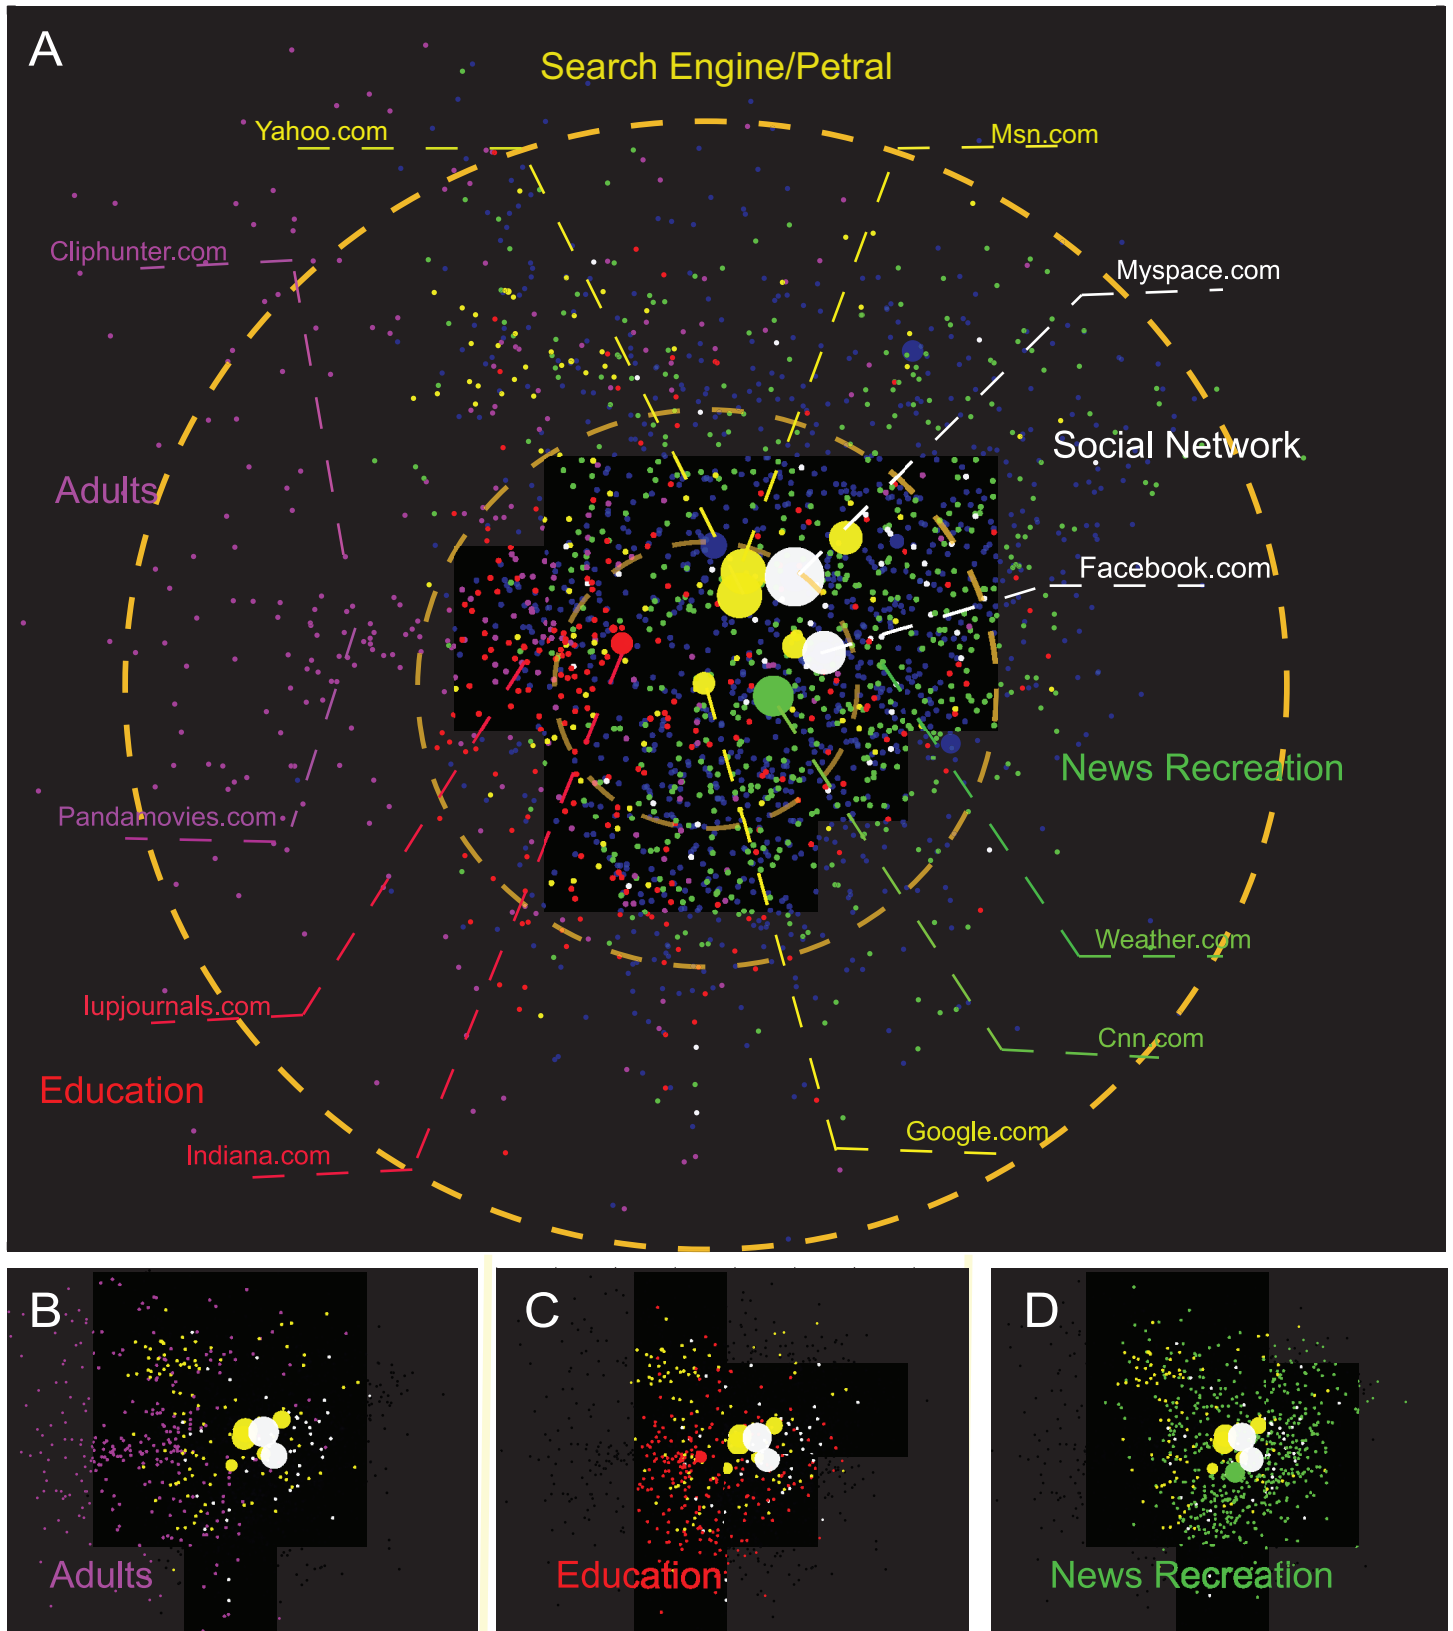 A
Search Engine/Petral
Yahoo.com
Msn.com
Cliphunter.com
Myspace.com
Social Network
Adults
Facebook.com
News Recreation
Pandamovies.com
Weather.com
Iupjournals.com
Cnn.com
Education
Google.com
Indiana.com
B
Adults
C
Education
D
News Recreation